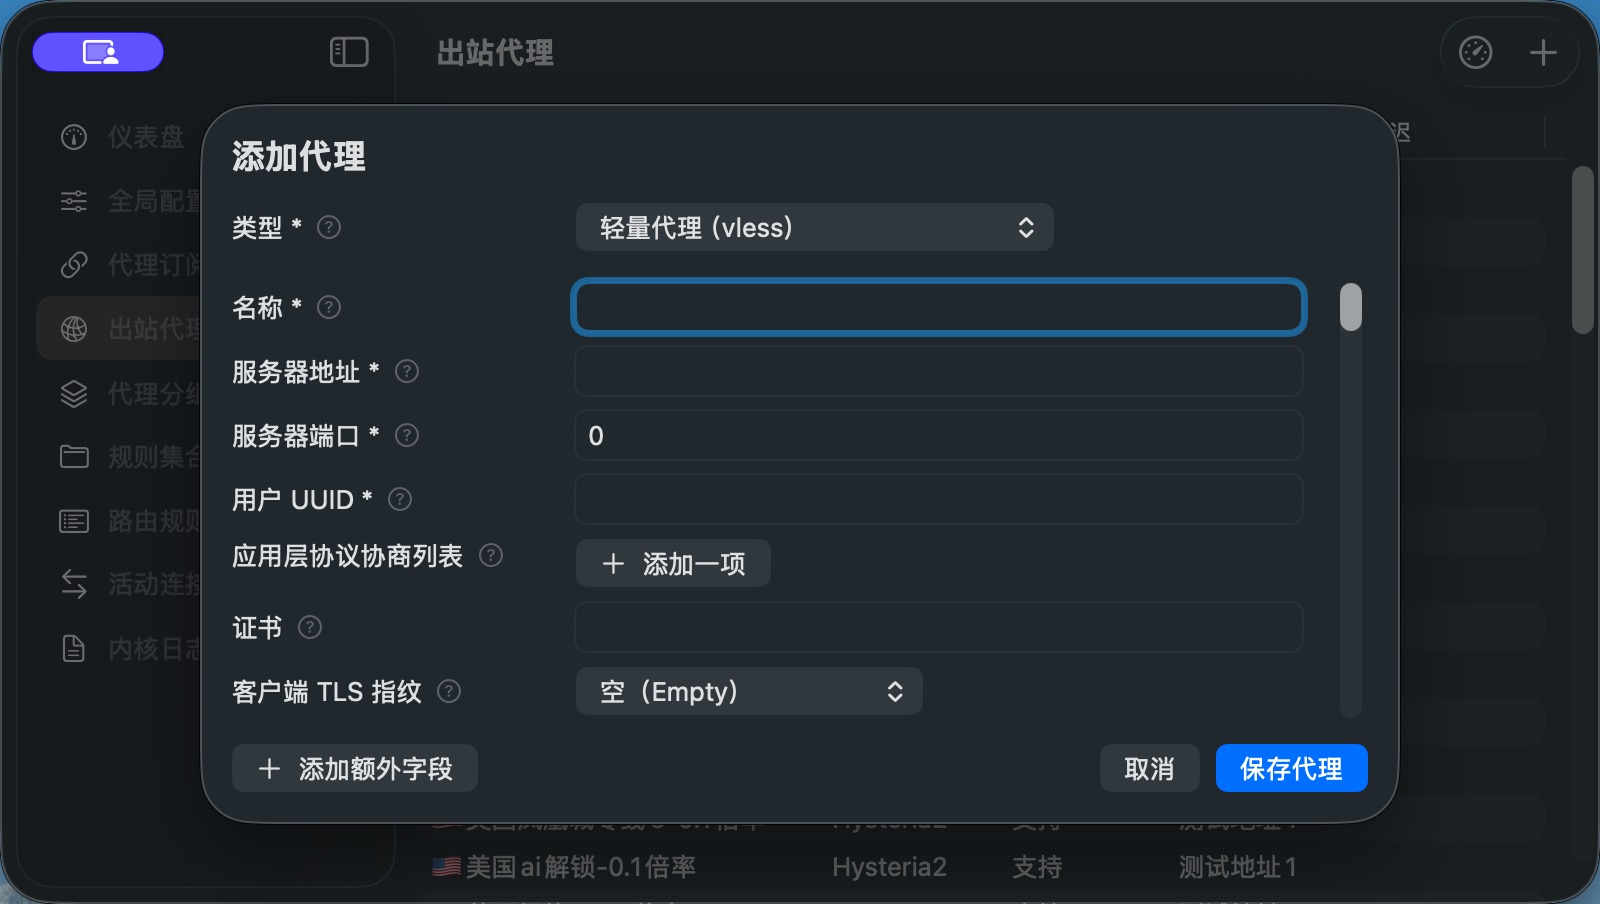 出站代理
仪表盘
全局配置
代理订阅
出站代理
代理分组
规则集合
路由规则
活动连接
内核日志
迟
添加代理
类型 * ?
轻量代理 (vless)
名称 * ?
服务器地址 * ?
服务器端口 * ?
0
用户 UUID * ?
应用层协议协商列表 ?
添加一项
证书 ?
客户端 TLS 指纹 ?
空（Empty）
添加额外字段
取消
保存代理
美国ai解锁-0.1倍率 Hysteria2 支持 测试地址1